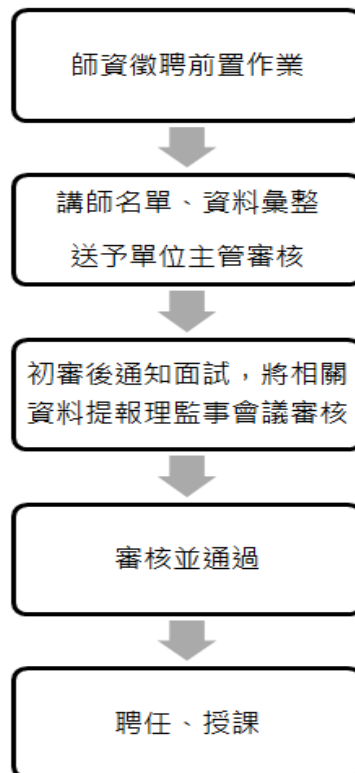 師資徵聘前置作業
講師名單、資料彙整
送予單位主管審核
初審後通知面試，將相關
資料提報理監事會議審核
審核並通過
聘任、授課